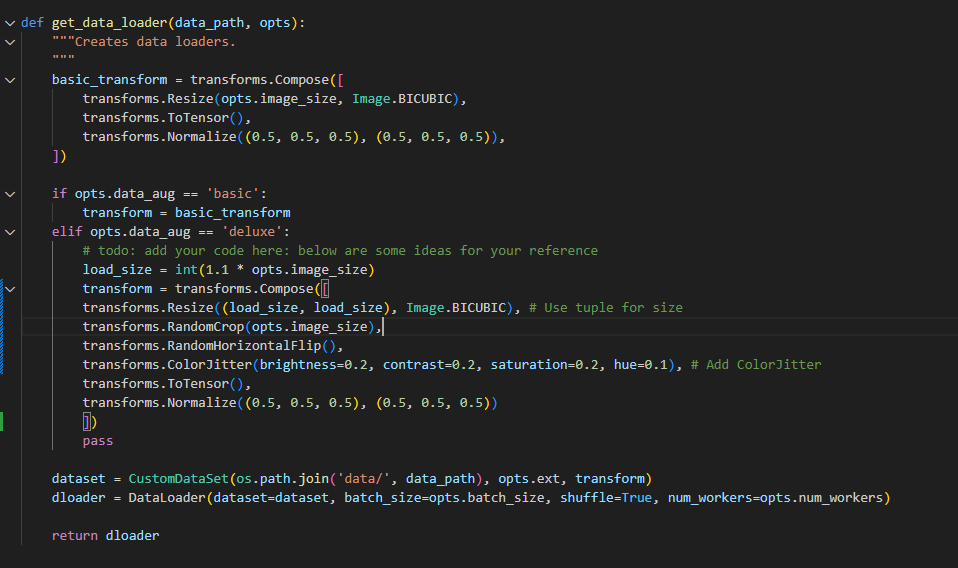 def get_data_loader(data_path, opts):
    """Creates data loaders.
    """
    basic_transform = transforms.Compose([
        transforms.Resize(opts.image_size, Image.BICUBIC),
        transforms.ToTensor(),
        transforms.Normalize((0.5, 0.5, 0.5), (0.5, 0.5, 0.5)),
    ])

    if opts.data_aug == 'basic':
        transform = basic_transform
    elif opts.data_aug == 'deluxe':
        # todo: add your code here: below are some ideas for your reference
        load_size = int(1.1 * opts.image_size)
        transform = transforms.Compose([
        transforms.Resize((load_size, load_size), Image.BICUBIC), # Use tuple for size
        transforms.RandomCrop(opts.image_size),
        transforms.RandomHorizontalFlip(),
        transforms.ColorJitter(brightness=0.2, contrast=0.2, saturation=0.2, hue=0.1), # Add ColorJitter
        transforms.ToTensor(),
        transforms.Normalize((0.5, 0.5, 0.5), (0.5, 0.5, 0.5))
        ])
        pass

    dataset = CustomDataSet(os.path.join('data/', data_path), opts.ext, transform)
    dloader = DataLoader(dataset=dataset, batch_size=opts.batch_size, shuffle=True, num_workers=opts.num_workers)

    return dloader